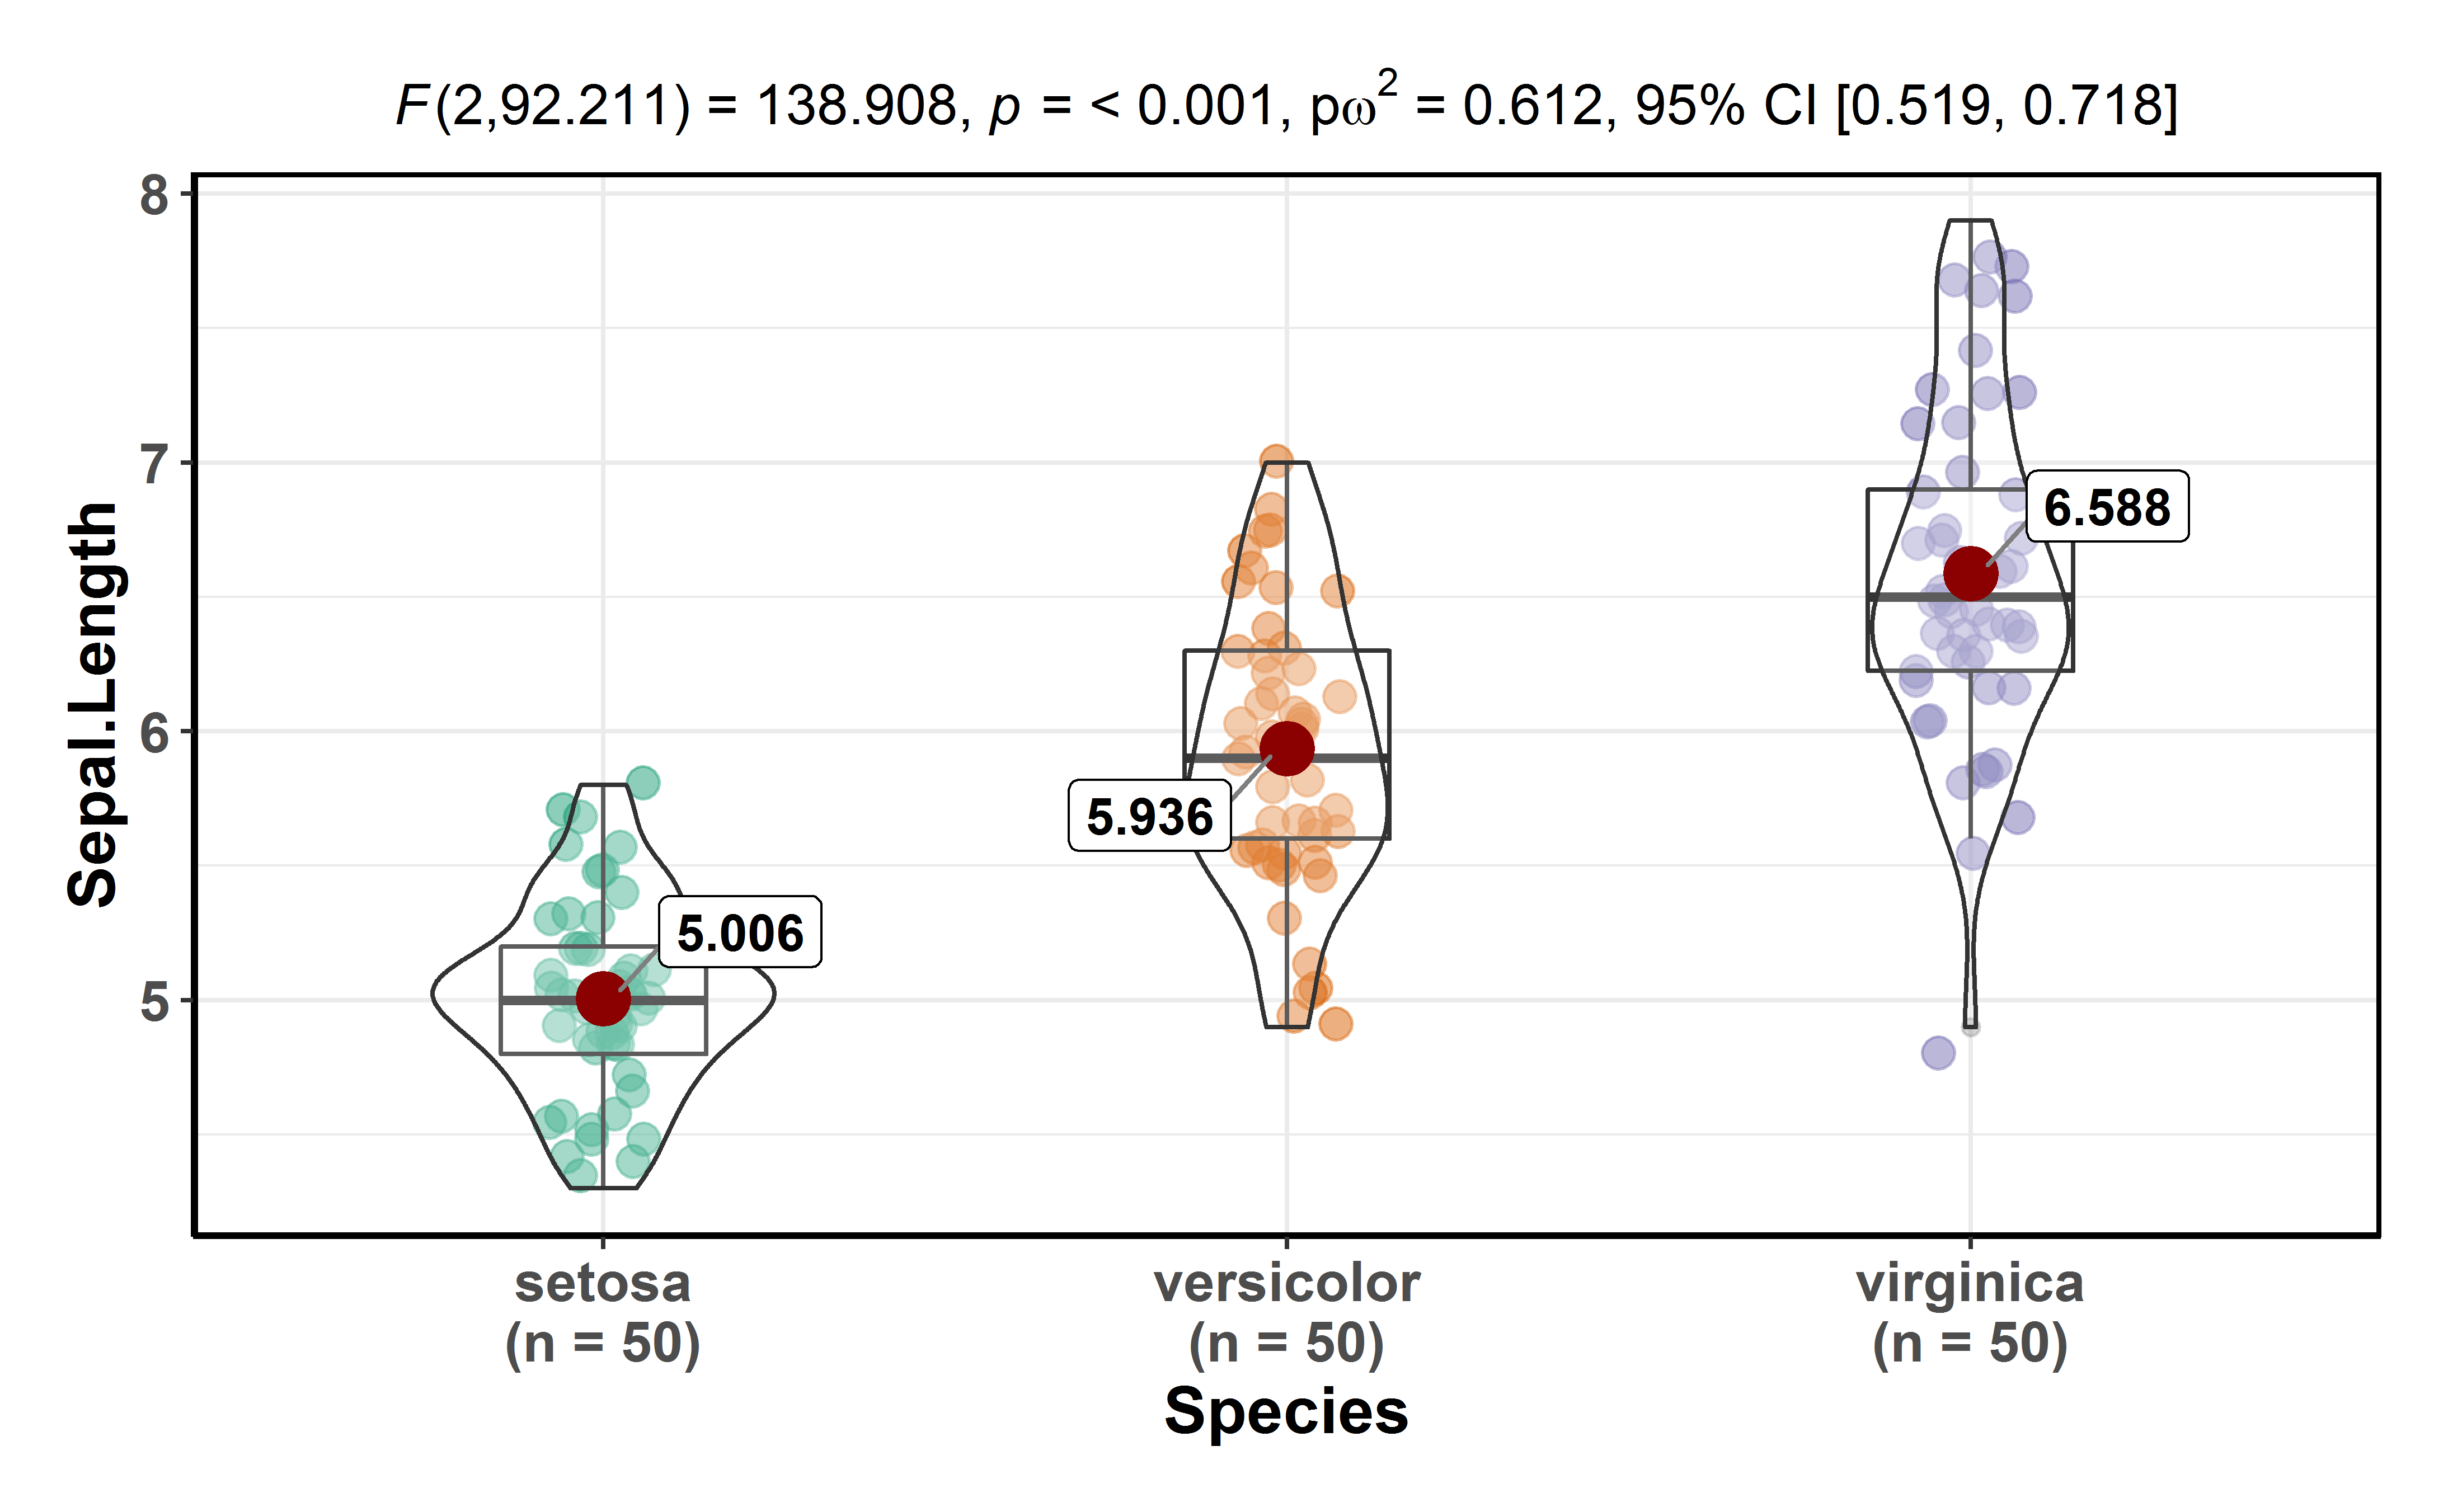 F(2,92.211) = 138.908, p = < 0.001, pω² = 0.612, 95% CI [0.519, 0.718]
Sepal.Length
8
7
6
5
6.588
5.936
5.006
setosa
(n = 50)
versicolor
(n = 50)
virginica
(n = 50)
Species